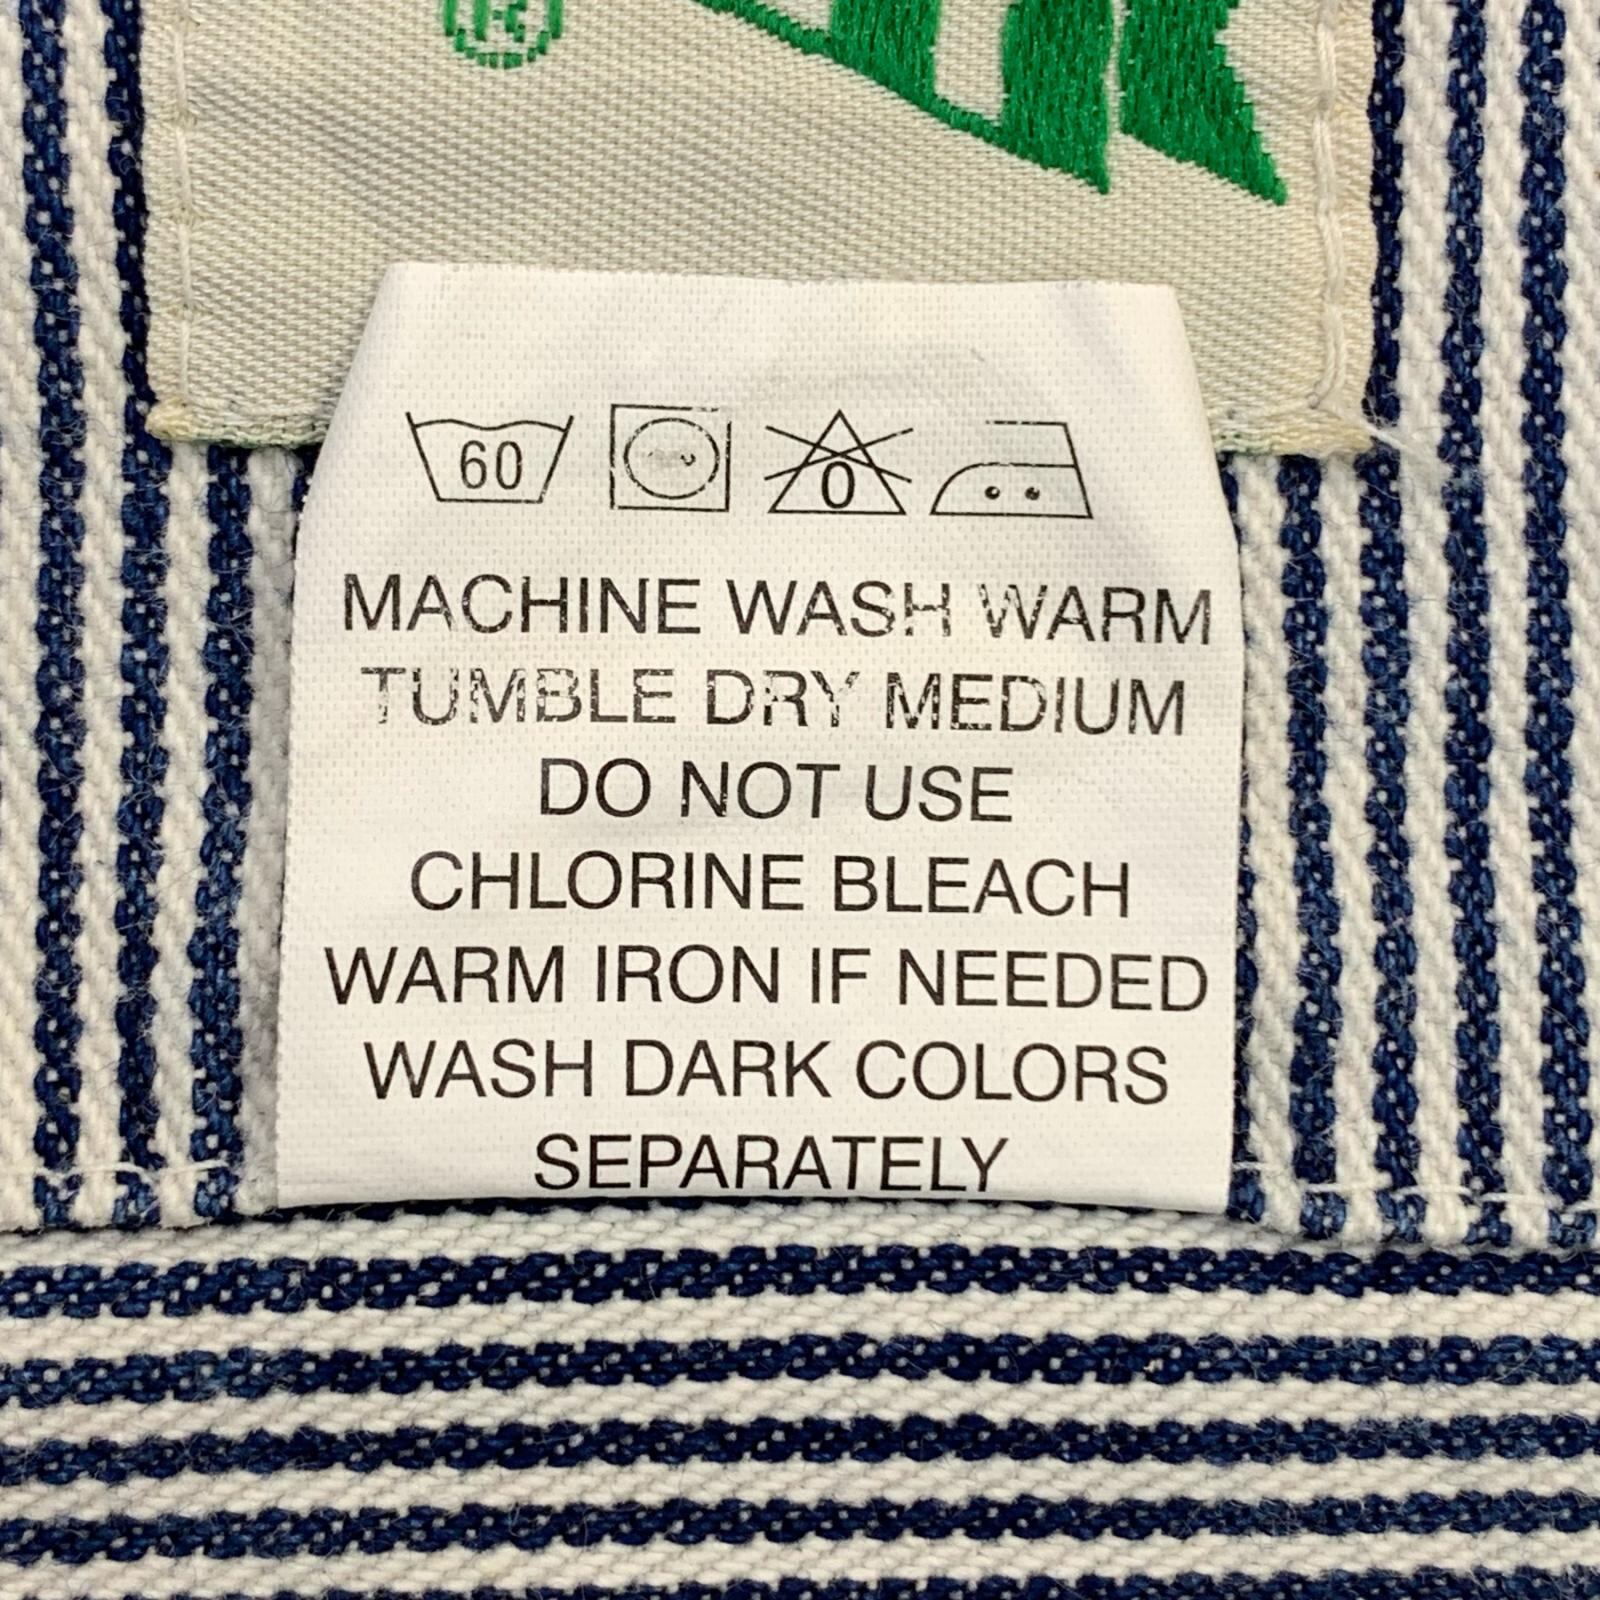 ®
60 0
MACHINE WASH WARM
TUMBLE DRY MEDIUM
DO NOT USE
CHLORINE BLEACH
WARM IRON IF NEEDED
WASH DARK COLORS
SEPARATELY